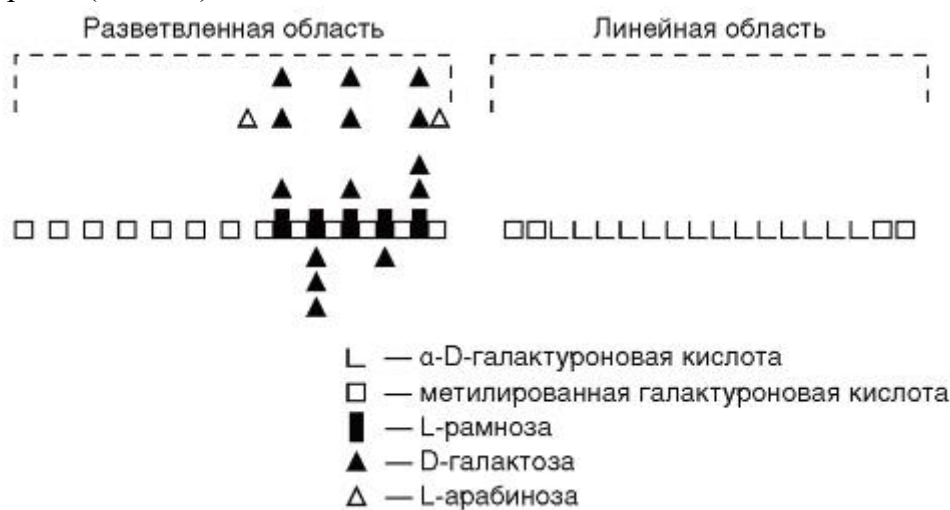 Разветвленная область Линейная область
— α-D-галактуроновая кислота
— метилированная галактуроновая кислота
— L-рамноза
— D-галактоза
— L-арабиноза